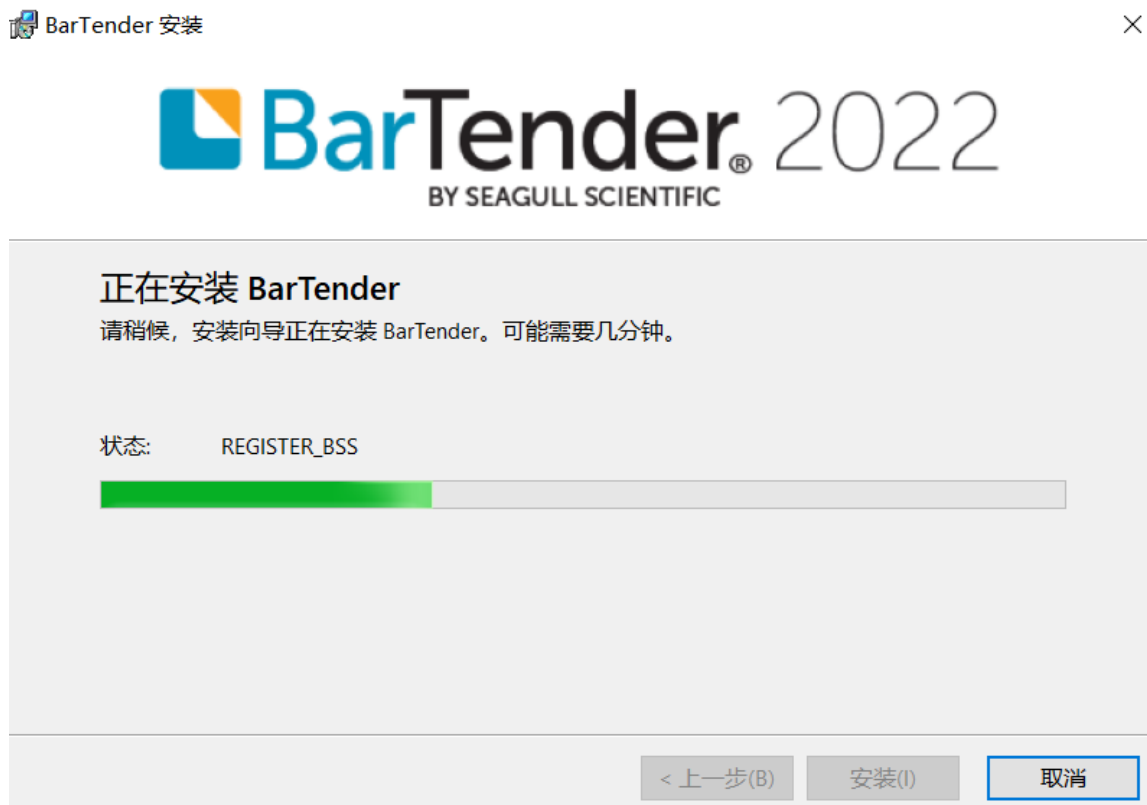 BarTender 安装
BarTender® 2022
BY SEAGULL SCIENTIFIC
正在安装 BarTender
请稍候，安装向导正在安装 BarTender。可能需要几分钟。
状态: REGISTER_BSS
< 上一步(B) 安装(I) 取消